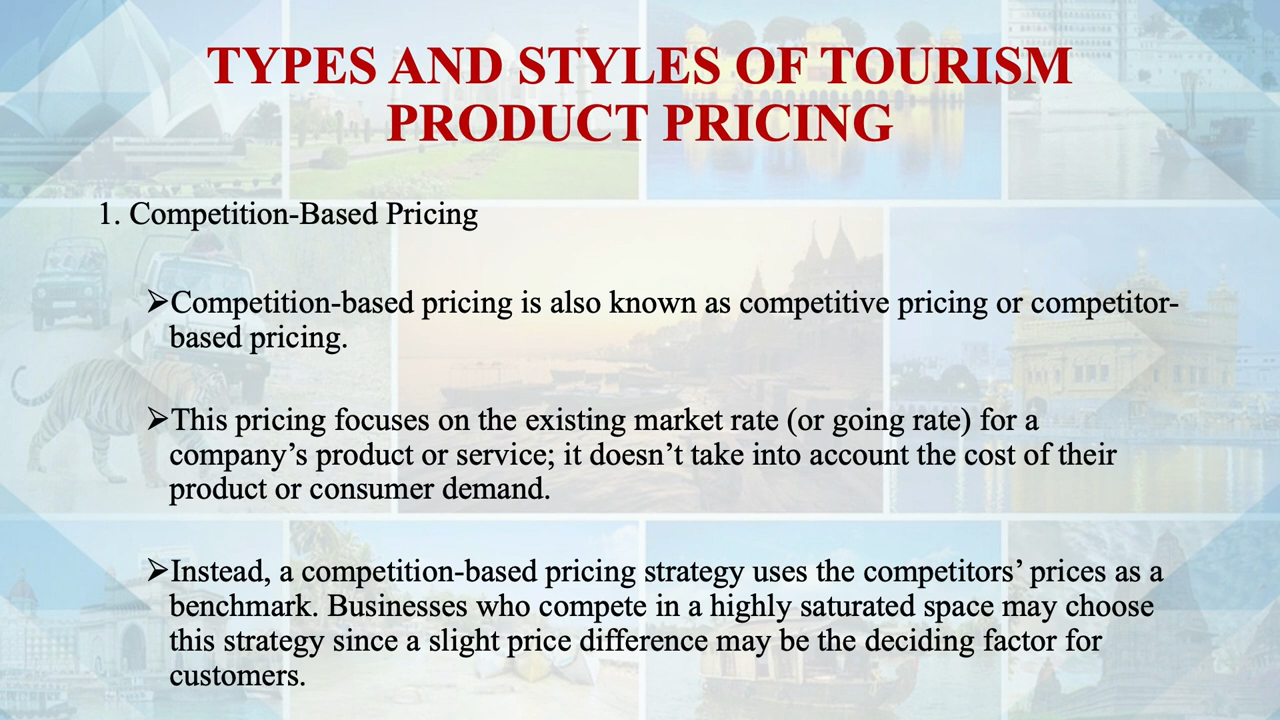 TYPES AND STYLES OF TOURISM
PRODUCT PRICING
1. Competition-Based Pricing
➢Competition-based pricing is also known as competitive pricing or competitor-
based pricing.
➢This pricing focuses on the existing market rate (or going rate) for a
company’s product or service; it doesn’t take into account the cost of their
product or consumer demand.
➢Instead, a competition-based pricing strategy uses the competitors’ prices as a
benchmark. Businesses who compete in a highly saturated space may choose
this strategy since a slight price difference may be the deciding factor for
customers.